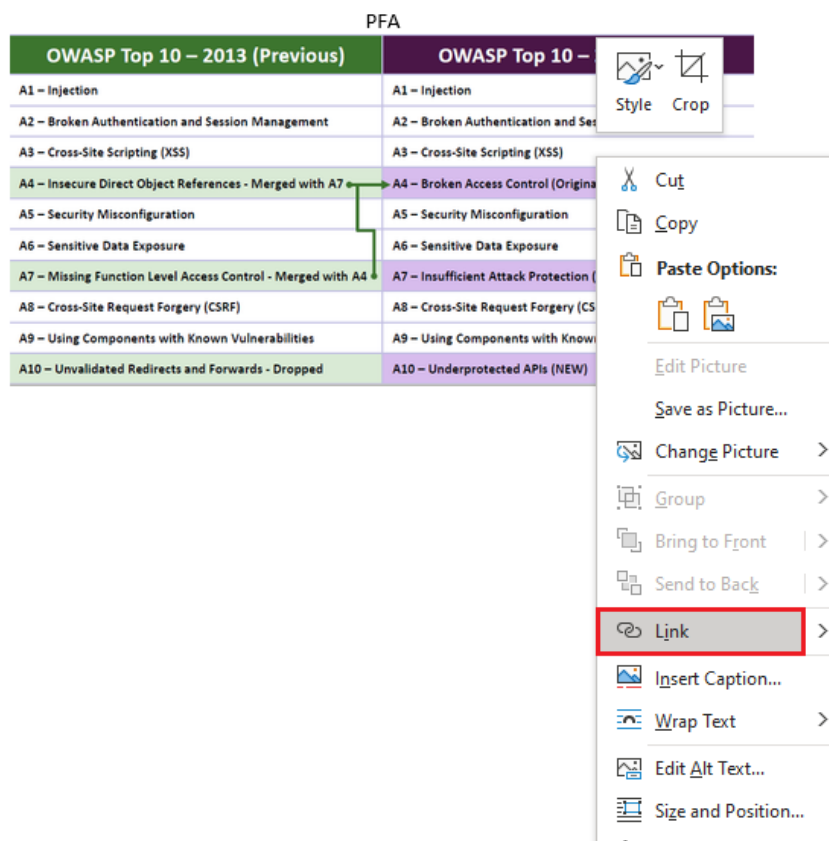 PFA
OWASP Top 10 – 2013 (Previous)
OWASP Top 10 –
A1 – Injection
A1 – Injection
A2 – Broken Authentication and Session Management
A2 – Broken Authentication and Ses
A3 – Cross-Site Scripting (XSS)
A3 – Cross-Site Scripting (XSS)
A4 – Insecure Direct Object References - Merged with A7
A4 – Broken Access Control (Origina
A5 – Security Misconfiguration
A5 – Security Misconfiguration
A6 – Sensitive Data Exposure
A6 – Sensitive Data Exposure
A7 – Missing Function Level Access Control - Merged with A4
A7 – Insufficient Attack Protection (
A8 – Cross-Site Request Forgery (CSRF)
A8 – Cross-Site Request Forgery (CS
A9 – Using Components with Known Vulnerabilities
A9 – Using Components with Known
A10 – Unvalidated Redirects and Forwards - Dropped
A10 – Underprotected APIs (NEW)
Style Crop
Cut
Copy
Paste Options:
Edit Picture
Save as Picture...
Change Picture
Group
Bring to Front
Send to Back
Link
Insert Caption...
Wrap Text
Edit Alt Text...
Size and Position...